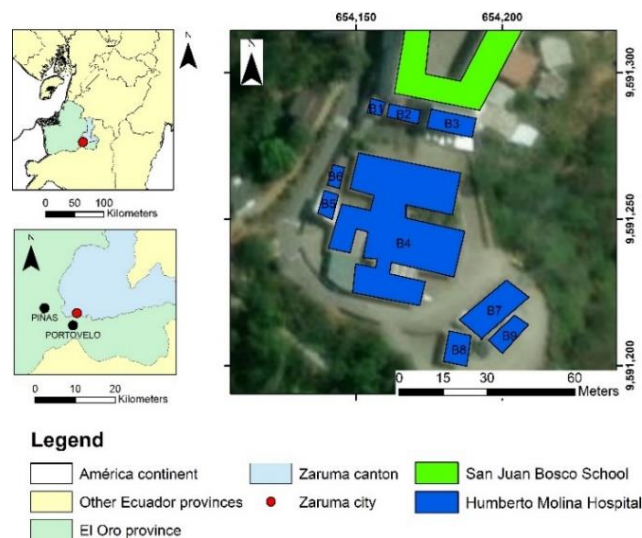 N
0 50 100
Kilometers
N
PIÑAS
PORTOVELO
0 10 20
Kilometers
654,150 654,200
9,591,300
9,591,250
9,591,200
N
B1 B2 B3
B6
B5
B4
B7
B8 B9
0 15 30 60
Meters
Legend
América continent
Other Ecuador provinces
El Oro province
Zaruma canton
Zaruma city
San Juan Bosco School
Humberto Molina Hospital